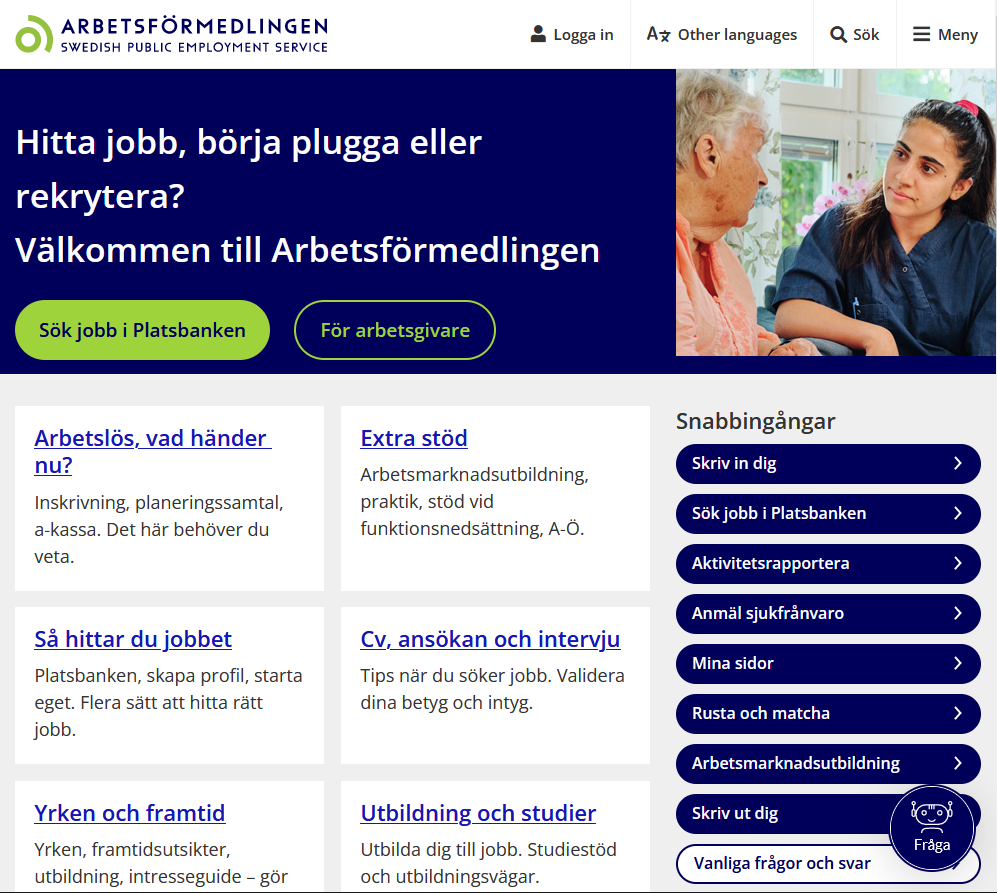 ARBETSFÖRMEDLINGEN
SWEDISH PUBLIC EMPLOYMENT SERVICE
Logga in
Other languages
Sök
Meny
Hitta jobb, börja plugga eller
rekrytera?
Välkommen till Arbetsförmedlingen
Sök jobb i Platsbanken
För arbetsgivare
Arbetslös, vad händer
nu?
Inskrivning, planeringssamtal,
a-kassa. Det här behöver du
veta.
Extra stöd
Arbetsmarknadsutbildning,
praktik, stöd vid
funktionsnedsättning, A-Ö.
Så hittar du jobbet
Platsbanken, skapa profil, starta
eget. Flera sätt att hitta rätt
jobb.
Cv, ansökan och intervju
Tips när du söker jobb. Validera
dina betyg och intyg.
Yrken och framtid
Yrken, framtidsutsikter,
utbildning, intresseguide – gör
Utbildning och studier
Utbilda dig till jobb. Studiestöd
och utbildningsvägar.
Snabbingångar
Skriv in dig
Sök jobb i Platsbanken
Aktivitetsrapportera
Anmäl sjukfrånvaro
Mina sidor
Rusta och matcha
Arbetsmarknadsutbildning
Skriv ut dig
Vanliga frågor och svar
Fråga